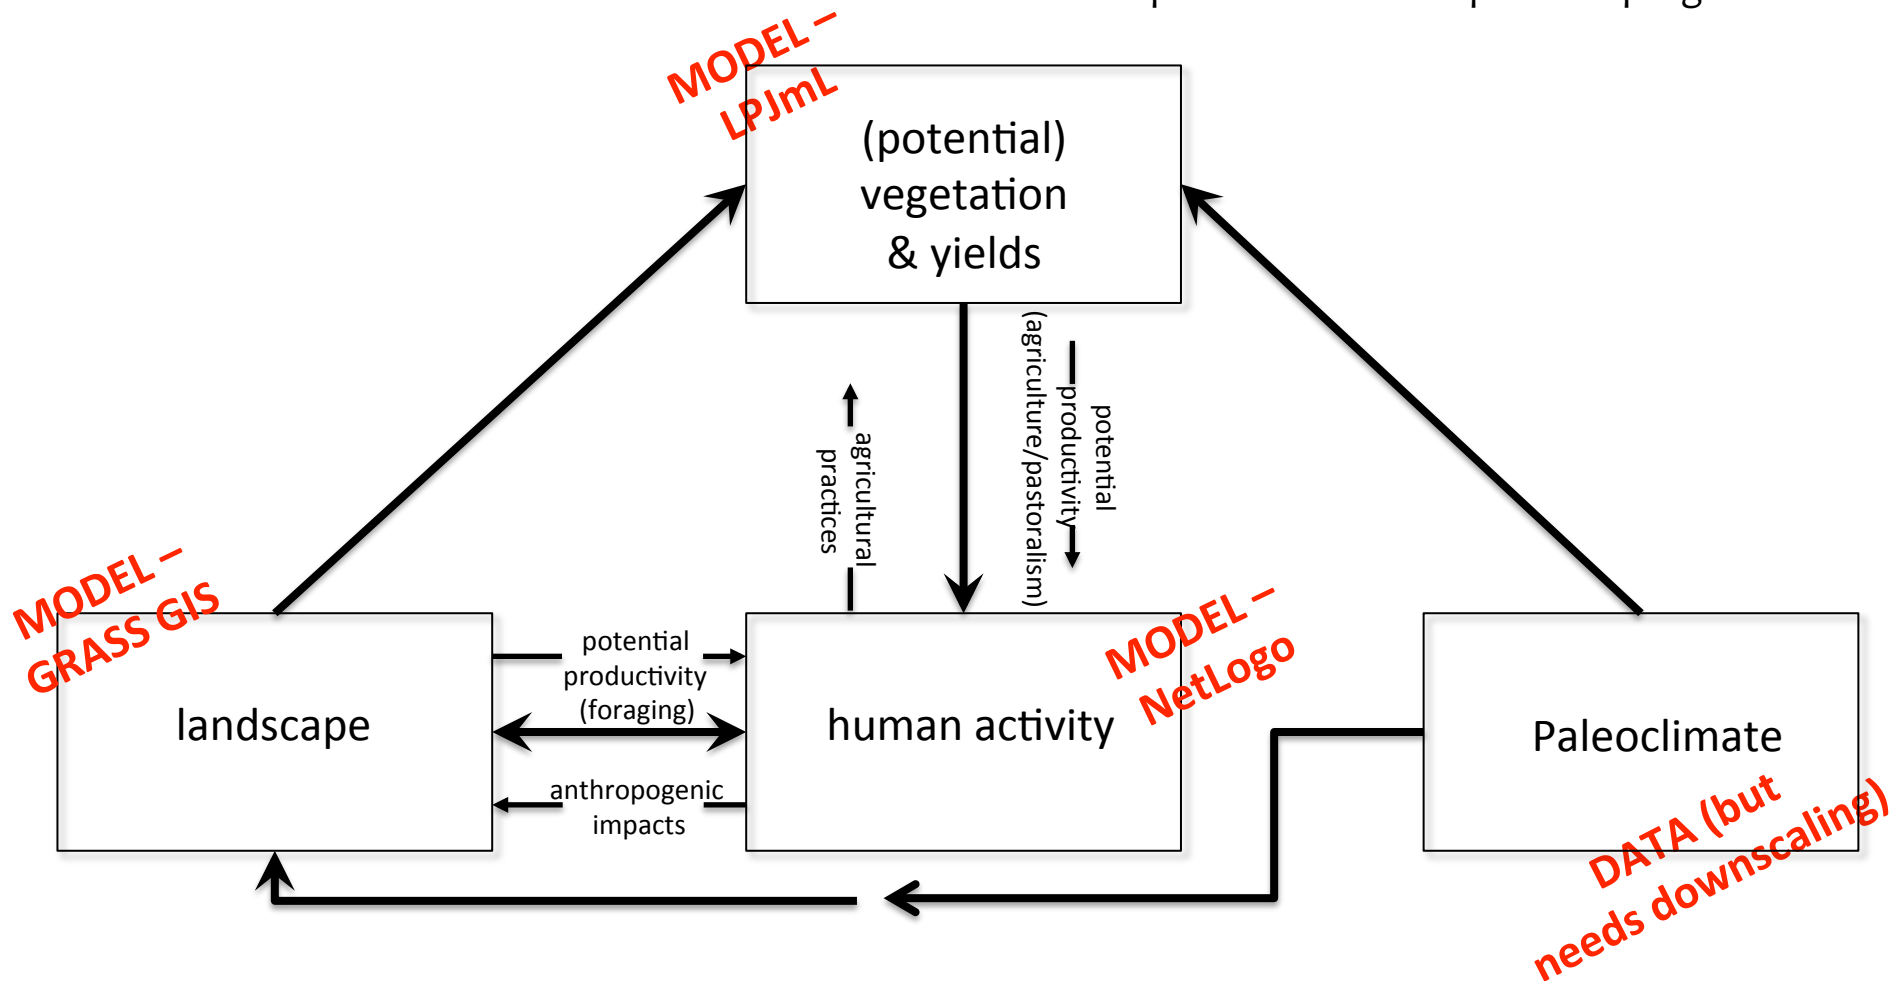 MODEL –
LPJmL
(potential)
vegetation
& yields
agricultural
practices
potential
productivity
(agriculture/pastoralism)
MODEL –
GRASS GIS
landscape
potential
productivity
(foraging)
anthropogenic
impacts
MODEL –
NetLogo
human activity
Paleoclimate
DATA (but
needs downscaling)